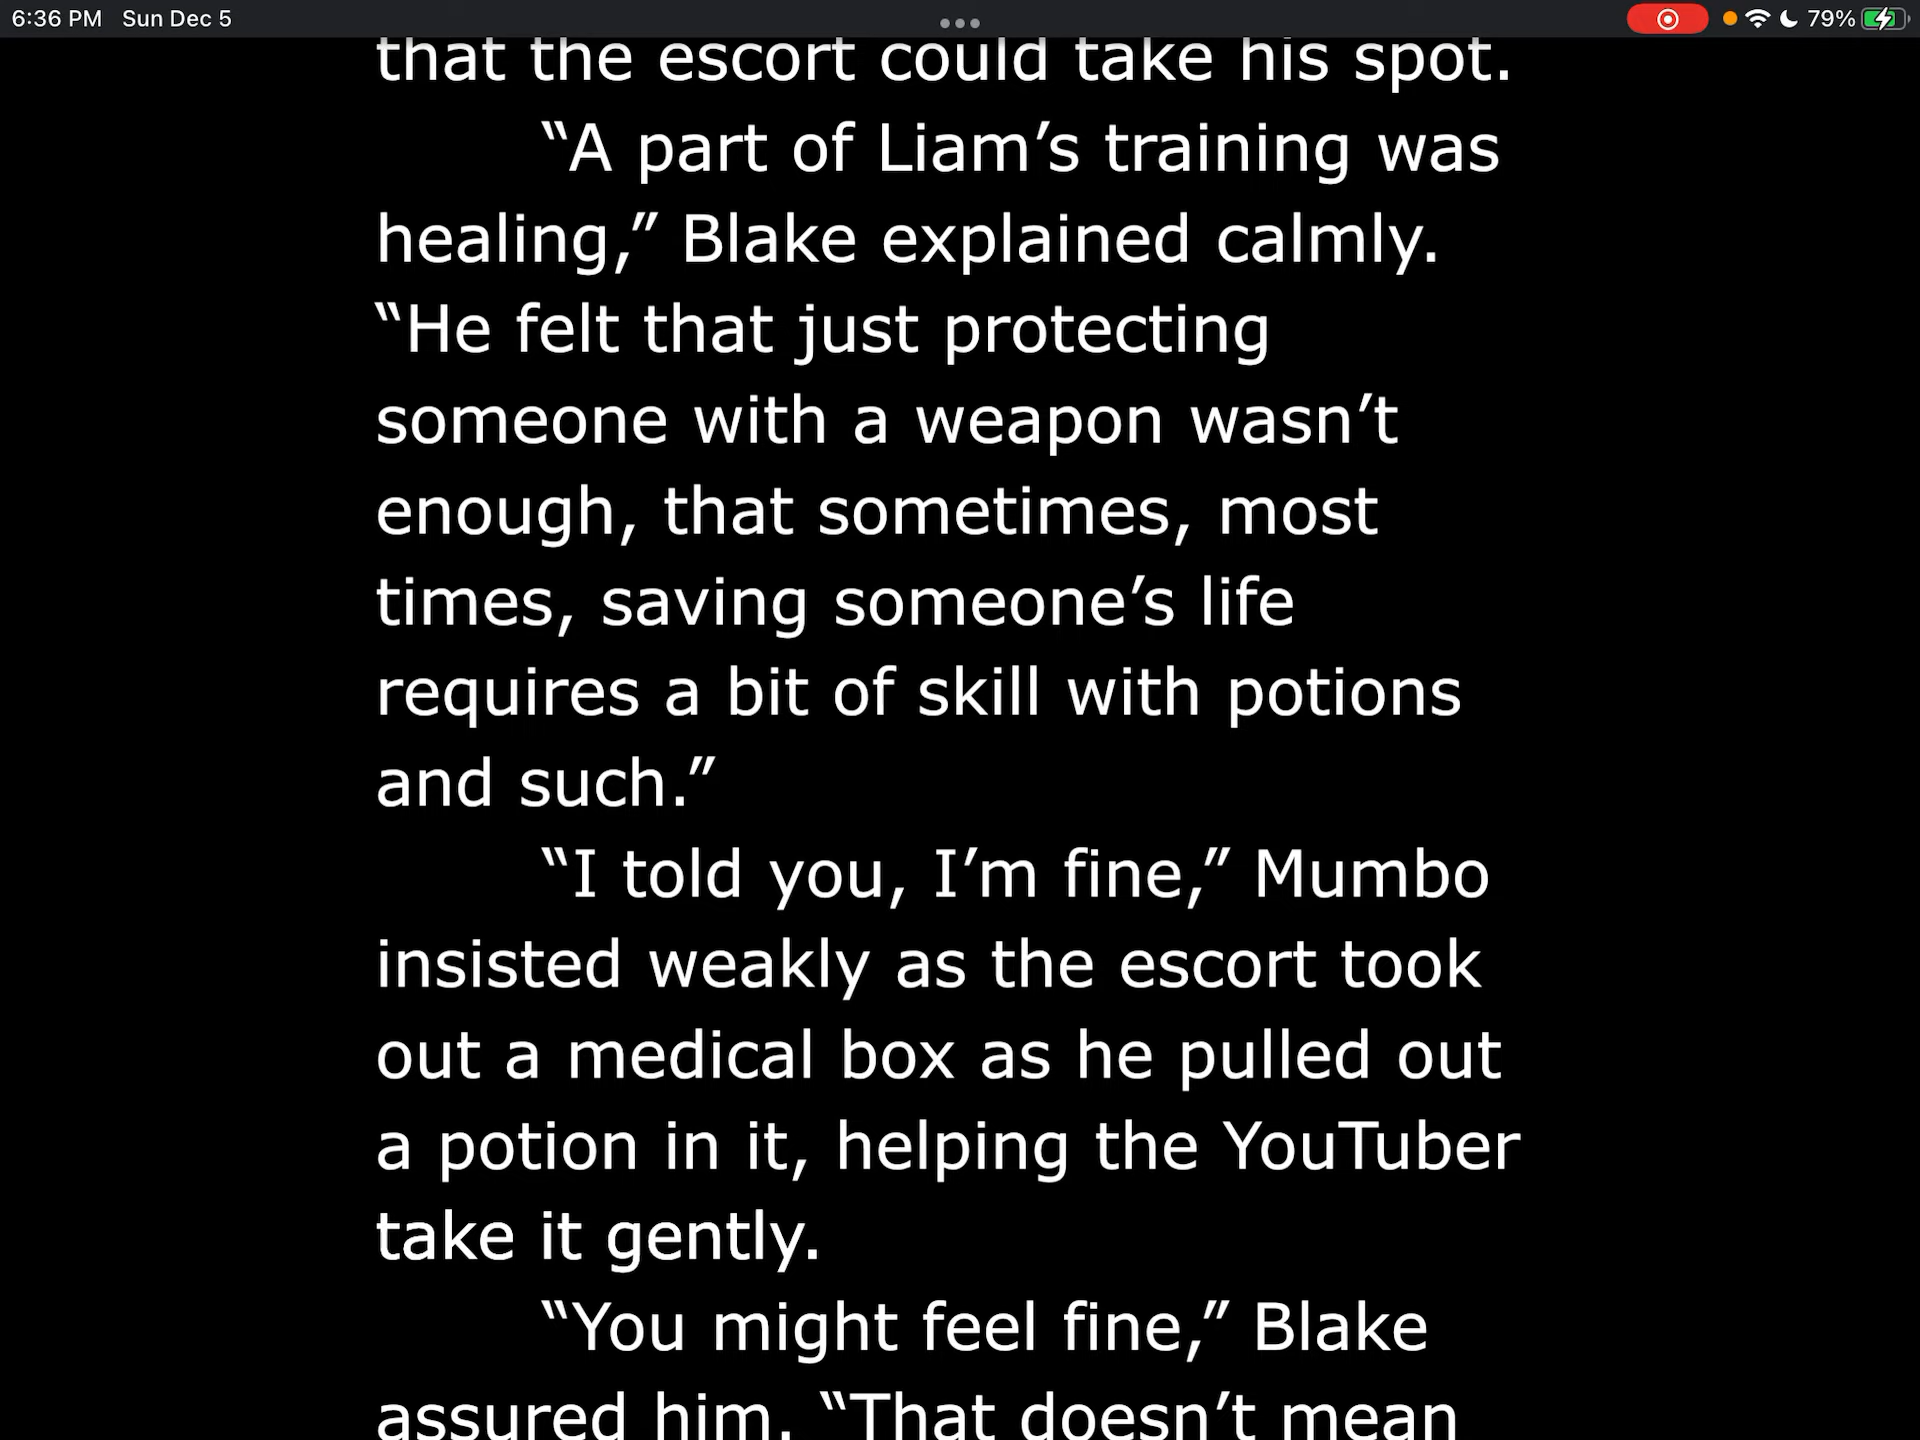 6:36 PM Sun Dec 5
79%
that the escort could take his spot.
“A part of Liam’s training was
healing,” Blake explained calmly.
“He felt that just protecting
someone with a weapon wasn’t
enough, that sometimes, most
times, saving someone’s life
requires a bit of skill with potions
and such.”
“I told you, I’m fine,” Mumbo
insisted weakly as the escort took
out a medical box as he pulled out
a potion in it, helping the YouTuber
take it gently.
“You might feel fine,” Blake
assured him. “That doesn’t mean